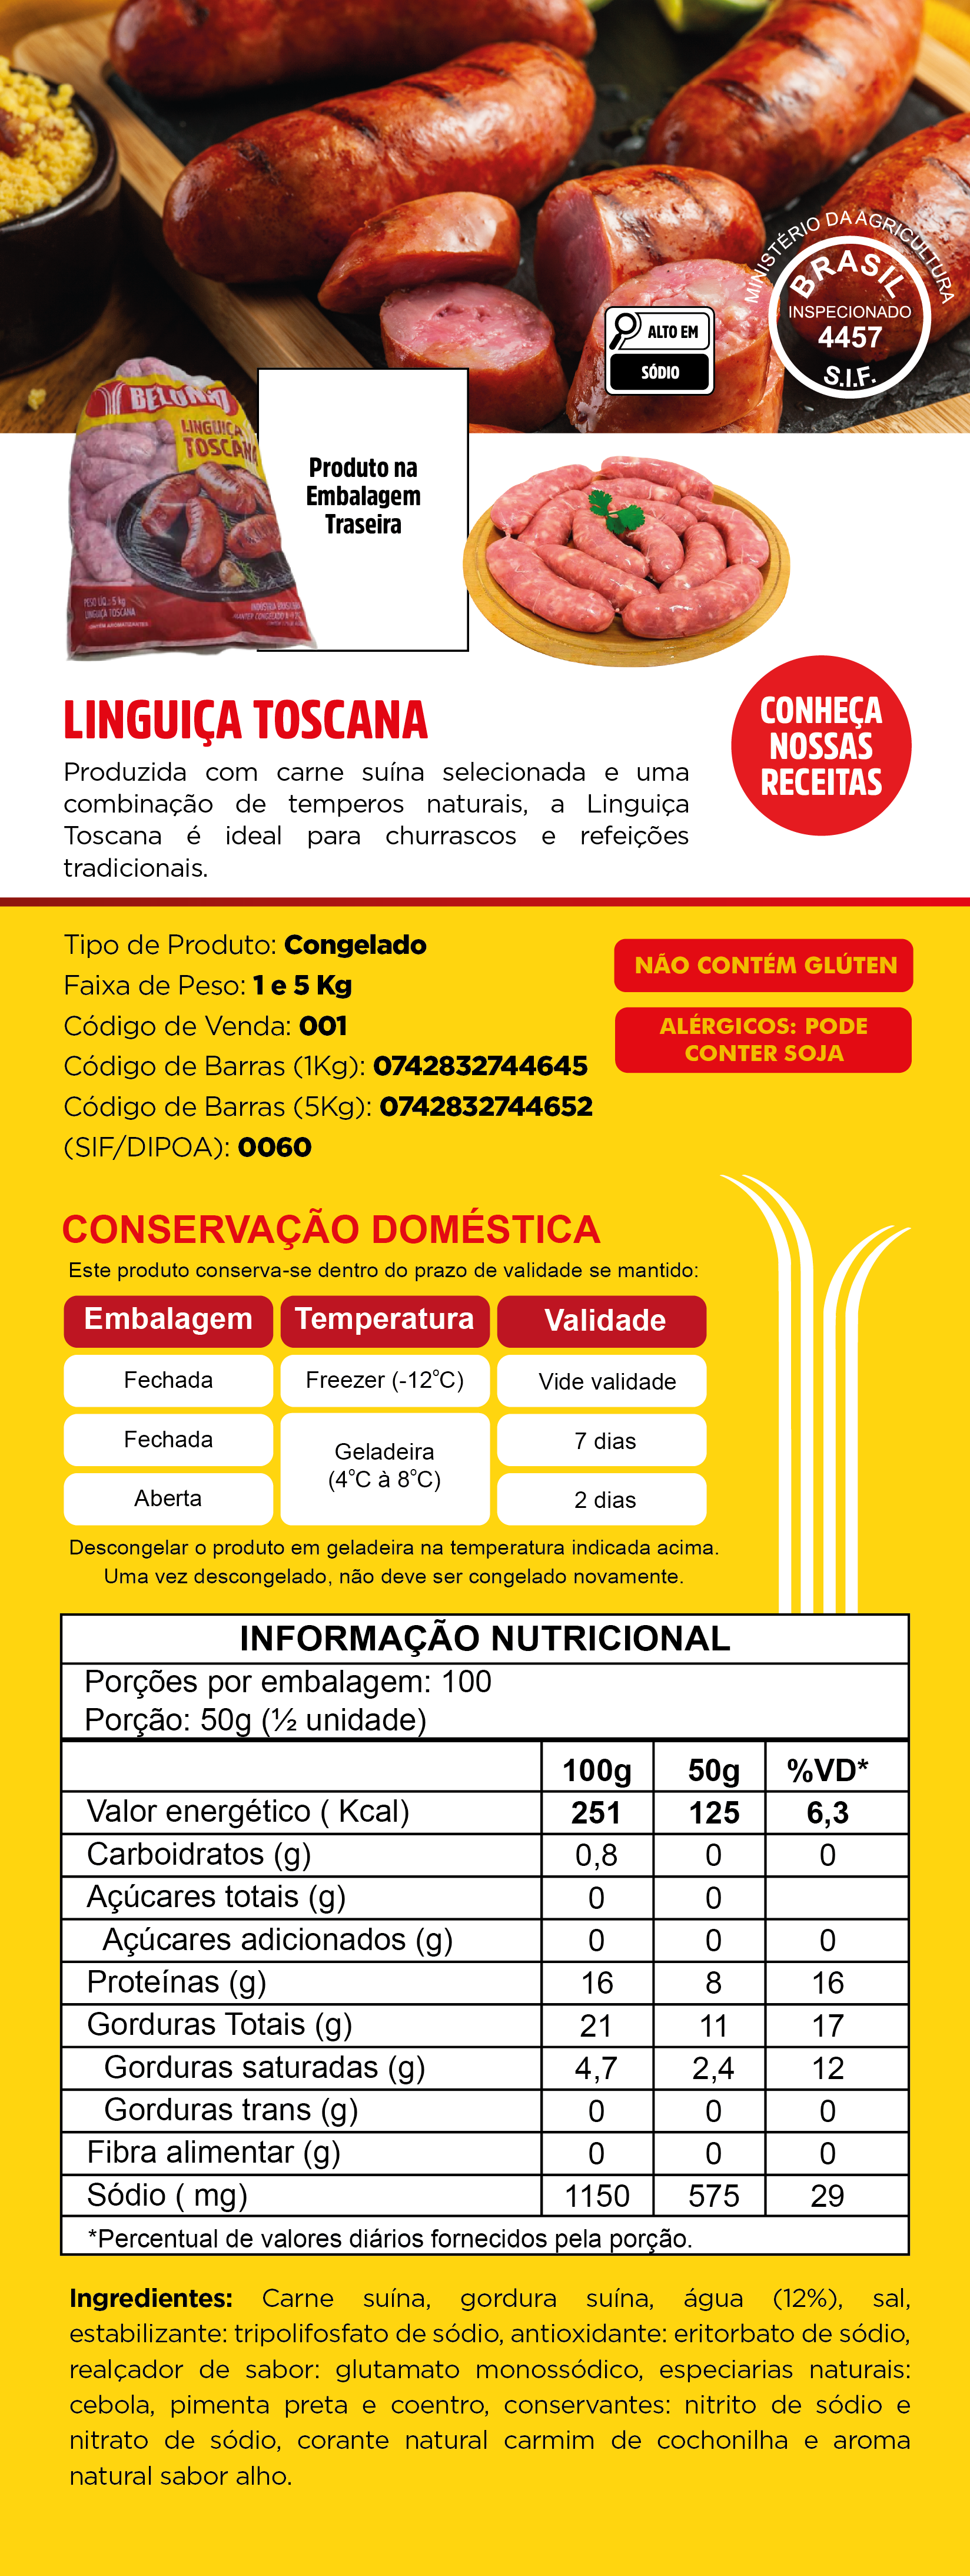 MINISTÉRIO DA AGRICULTURA
BRASIL
INSPECIONADO
4457
S.I.F.
ALTO EM
SÓDIO
LINGUIÇA
TOSCANA
PESO LÍQ.: 5 kg
LINGUIÇA TOSCANA
Produto na
Embalagem
Traseira
LINGUIÇA TOSCANA
CONHEÇA
NOSSAS
RECEITAS
Produzida com carne suína selecionada e uma
combinação de temperos naturais, a Linguiça
Toscana é ideal para churrascos e refeições
tradicionais.
Tipo de Produto: Congelado
Faixa de Peso: 1 e 5 Kg
Código de Venda: 001
Código de Barras (1Kg): 0742832744645
Código de Barras (5Kg): 0742832744652
(SIF/DIPOA): 0060
NÃO CONTÉM GLÚTEN
ALÉRGICOS: PODE
CONTER SOJA
CONSERVAÇÃO DOMÉSTICA
Este produto conserva-se dentro do prazo de validade se mantido:
Embalagem Temperatura Validade
Fechada Freezer (-12°C) Vide validade
Fechada Geladeira (4°C à 8°C) 7 dias
Aberta 2 dias
Descongelar o produto em geladeira na temperatura indicada acima.
Uma vez descongelado, não deve ser congelado novamente.
INFORMAÇÃO NUTRICIONAL
Porções por embalagem: 100
Porção: 50g (½ unidade)
100g 50g %VD*
Valor energético ( Kcal) 251 125 6,3
Carboidratos (g) 0,8 0 0
Açúcares totais (g) 0 0
Açúcares adicionados (g) 0 0 0
Proteínas (g) 16 8 16
Gorduras Totais (g) 21 11 17
Gorduras saturadas (g) 4,7 2,4 12
Gorduras trans (g) 0 0 0
Fibra alimentar (g) 0 0 0
Sódio ( mg) 1150 575 29
*Percentual de valores diários fornecidos pela porção.
Ingredientes: Carne suína, gordura suína, água (12%), sal,
estabilizante: tripolifosfato de sódio, antioxidante: eritorbato de sódio,
realçador de sabor: glutamato monossódico, especiarias naturais:
cebola, pimenta preta e coentro, conservantes: nitrito de sódio e
nitrato de sódio, corante natural carmim de cochonilha e aroma
natural sabor alho.